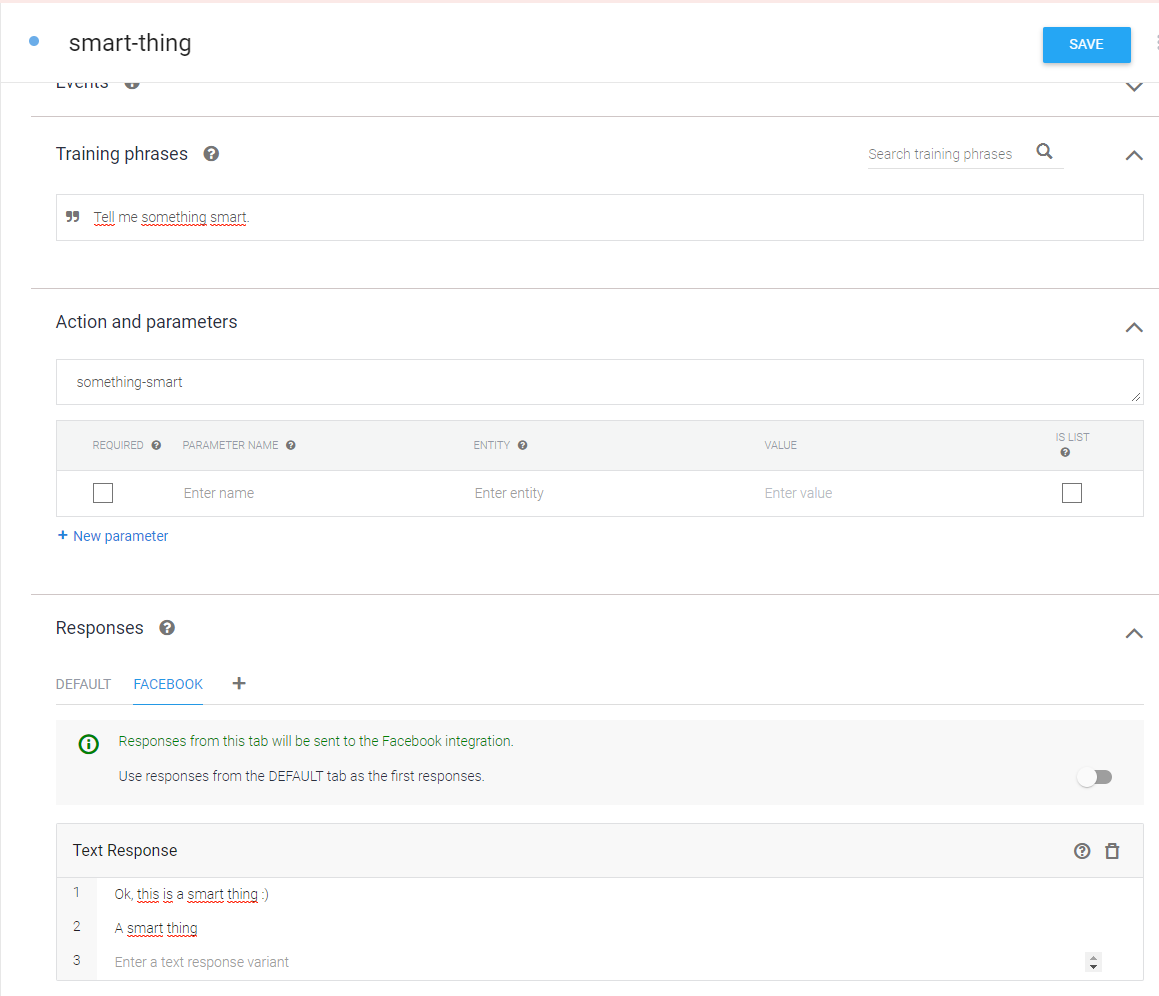 smart-thing
SAVE
Events
Training phrases
Search training phrases
Tell me something smart.
Action and parameters
something-smart
REQUIRED PARAMETER NAME ENTITY VALUE IS LIST
Enter name Enter entity Enter value
+ New parameter
Responses
DEFAULT FACEBOOK +
Responses from this tab will be sent to the Facebook integration.
Use responses from the DEFAULT tab as the first responses.
Text Response
1 Ok, this is a smart thing :)
2 A smart thing
3 Enter a text response variant